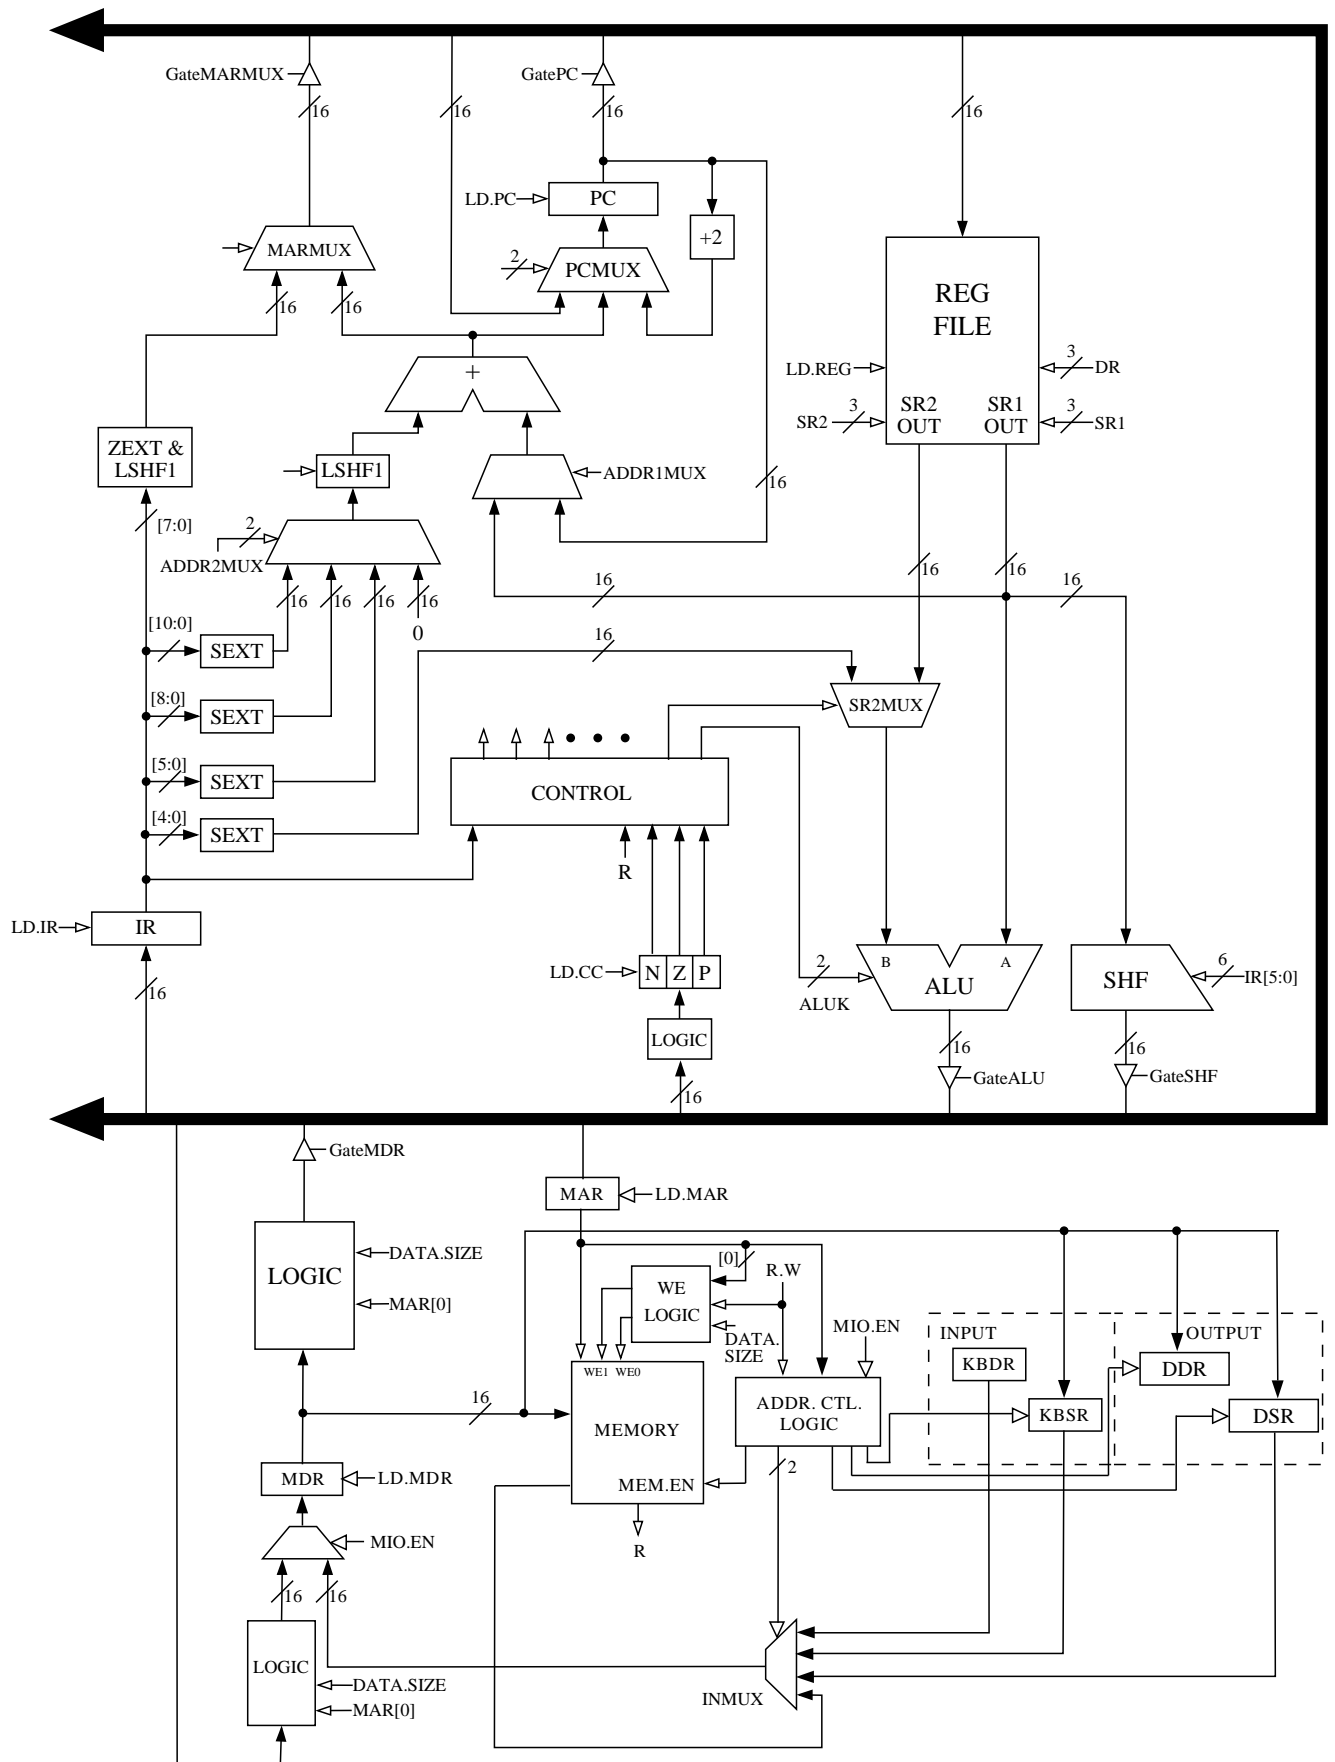 GateMARMUX
GatePC
16
16
16
16
LD.PC
PC
MARMUX
2
PCMUX
+2
REG
FILE
16
16
LD.REG
3
DR
+
SR2
3
SR2
OUT
SR1
OUT
3
SR1
ZEXT &
LSHF1
LSHF1
ADDR1MUX
16
[7:0]
2
ADDR2MUX
16
16
16
16
16
16
16
16
0
[10:0]
SEXT
16
[8:0]
SEXT
SR2MUX
[5:0]
SEXT
CONTROL
[4:0]
SEXT
R
LD.IR
IR
LD.CC
N Z P
2
ALUK
B
A
ALU
SHF
6
IR[5:0]
16
LOGIC
16
16
16
GateALU
GateSHF
GateMDR
MAR
LD.MAR
LOGIC
DATA.SIZE
MAR[0]
[0]
R.W
WE
LOGIC
DATA.
SIZE
MIO.EN
INPUT
OUTPUT
KBDR
DDR
WE1 WE0
16
MEMORY
ADDR. CTL.
LOGIC
KBSR
DSR
MDR
LD.MDR
MEM.EN
2
MIO.EN
R
16
16
LOGIC
DATA.SIZE
MAR[0]
INMUX